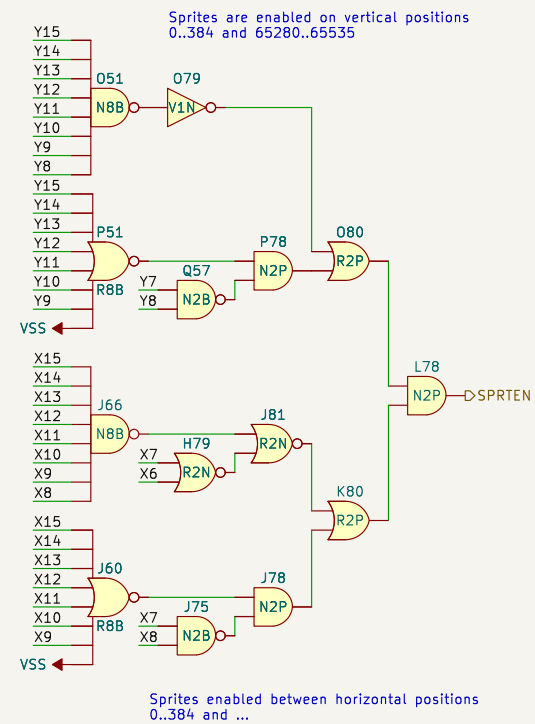 Sprites are enabled on vertical positions
0..384 and 65280..65535
Y15
Y14
Y13
Y12
Y11
Y10
Y9
Y8
O51
N8B
O79
V1N
Y15
Y14
Y13
Y12
Y11
Y10
Y9
VSS
P51
R8B
Y7
Y8
Q57
N2B
P78
N2P
O80
R2P
L78
N2P
SPRTEN
X15
X14
X13
X12
X11
X10
X9
X8
J66
N8B
X7
X6
H79
R2N
J81
R2N
K80
R2P
X15
X14
X13
X12
X11
X10
X9
VSS
J60
R8B
X7
X8
J75
N2B
J78
N2P
Sprites enabled between horizontal positions
0..384 and ...